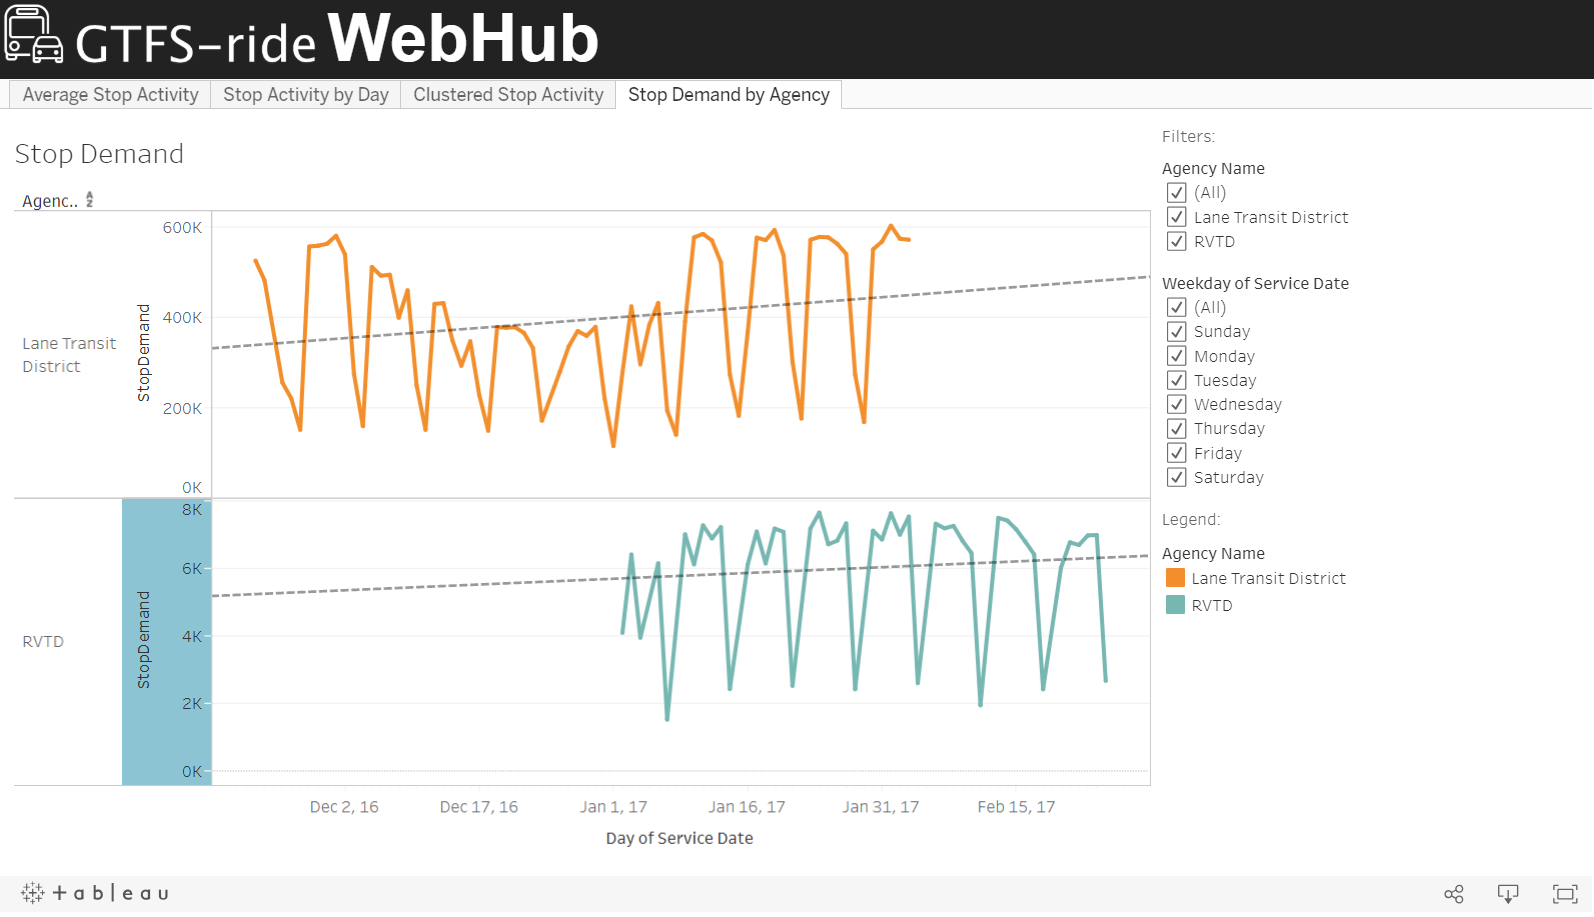 GTFS-ride WebHub
Average Stop Activity
Stop Activity by Day
Clustered Stop Activity
Stop Demand by Agency
Stop Demand
Agenc..
A
Z
Lane Transit
District
StopDemand
600K
400K
200K
0K
RVTD
StopDemand
8K
6K
4K
2K
0K
Dec 2, 16
Dec 17, 16
Jan 1, 17
Jan 16, 17
Jan 31, 17
Feb 15, 17
Day of Service Date
Filters:
Agency Name
(All)
Lane Transit District
RVTD
Weekday of Service Date
(All)
Sunday
Monday
Tuesday
Wednesday
Thursday
Friday
Saturday
Legend:
Agency Name
Lane Transit District
RVTD
+ a b | e a u